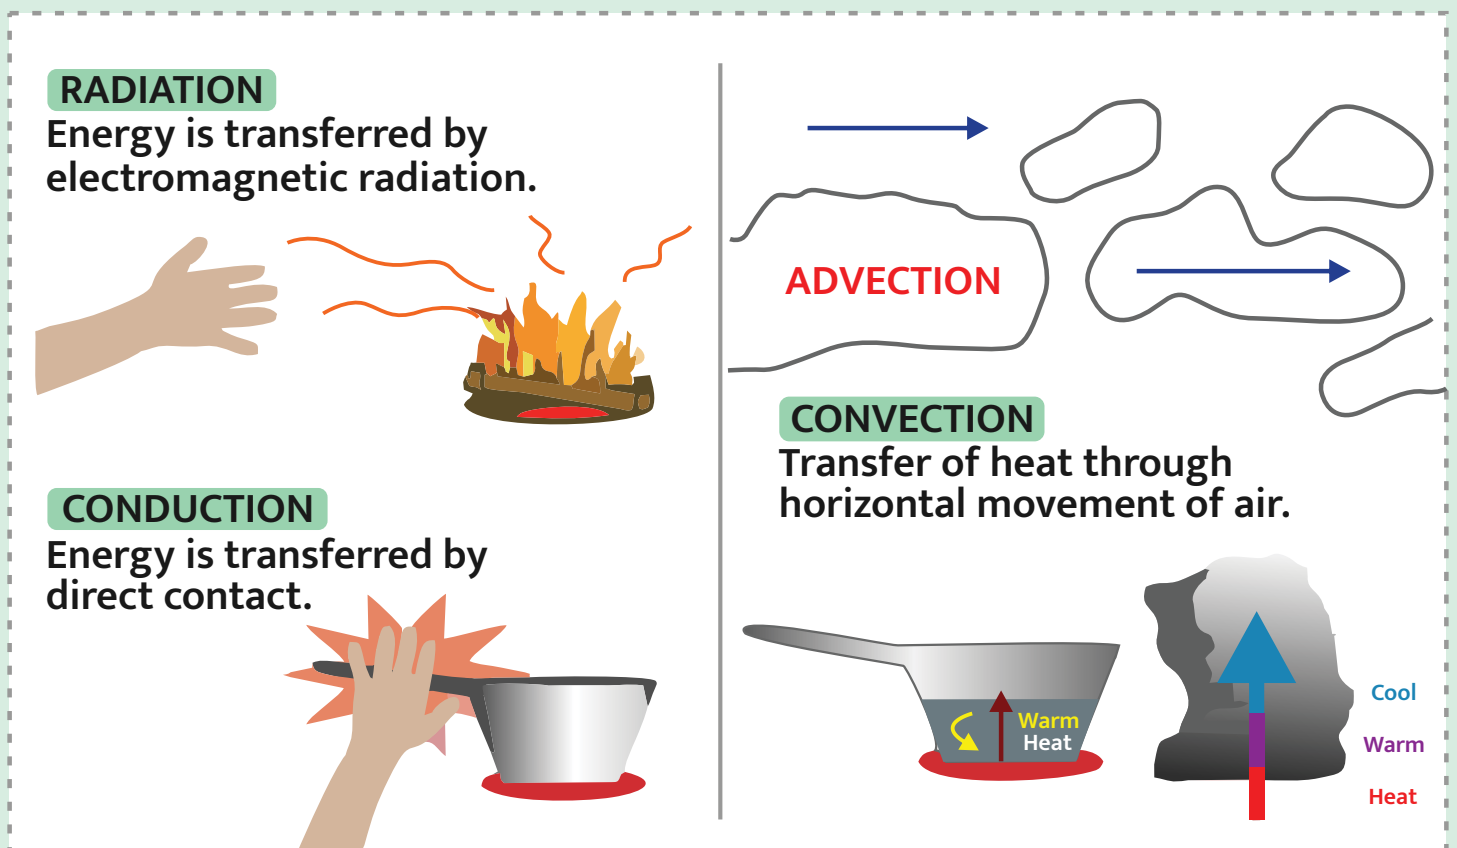 RADIATION
Energy is transferred by
electromagnetic radiation.
CONDUCTION
Energy is transferred by
direct contact.
ADVECTION
CONVECTION
Transfer of heat through
horizontal movement of air.
Warm
Heat
Cool
Warm
Heat